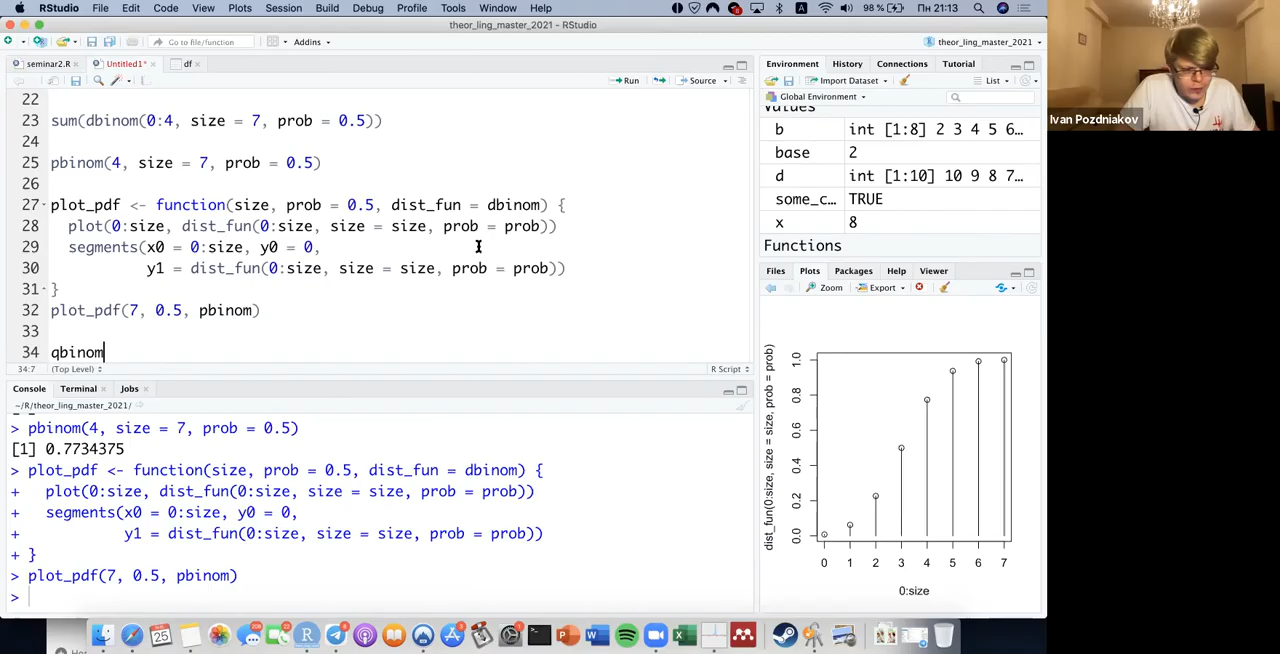 RStudio File Edit Code View Plots Session Build Debug Profile Tools Window Help 98 % Пн 21:13
theor_ling_master_2021 - RStudio
Go to file/function Addins theor_ling_master_2021
seminar2.R Untitled1* df
Run Source
22
23 sum(dbinom(0:4, size = 7, prob = 0.5))
24
25 pbinom(4, size = 7, prob = 0.5)
26
27 plot_pdf <- function(size, prob = 0.5, dist_fun = dbinom) {
28 plot(0:size, dist_fun(0:size, size = size, prob = prob))
29 segments(x0 = 0:size, y0 = 0,
30 y1 = dist_fun(0:size, size = size, prob = prob))
31 }
32 plot_pdf(7, 0.5, pbinom)
33
34 qbinom
34:7 (Top Level) R Script
Console Terminal Jobs
~/R/theor_ling_master_2021/
> pbinom(4, size = 7, prob = 0.5)
[1] 0.7734375
> plot_pdf <- function(size, prob = 0.5, dist_fun = dbinom) {
+ plot(0:size, dist_fun(0:size, size = size, prob = prob))
+ segments(x0 = 0:size, y0 = 0,
+ y1 = dist_fun(0:size, size = size, prob = prob))
+ }
> plot_pdf(7, 0.5, pbinom)
>
Environment History Connections Tutorial
Import Dataset List
Global Environment
Values
b int [1:8] 2 3 4 5 6…
base 2
d int [1:10] 10 9 8 7…
some_c… TRUE
x 8
Functions
Files Plots Packages Help Viewer
Zoom Export
dist_fun(0:size, size = size, prob = prob)
1.0
0.8
0.6
0.4
0.2
0.0
0 1 2 3 4 5 6 7
0:size
Ivan Pozdniakov